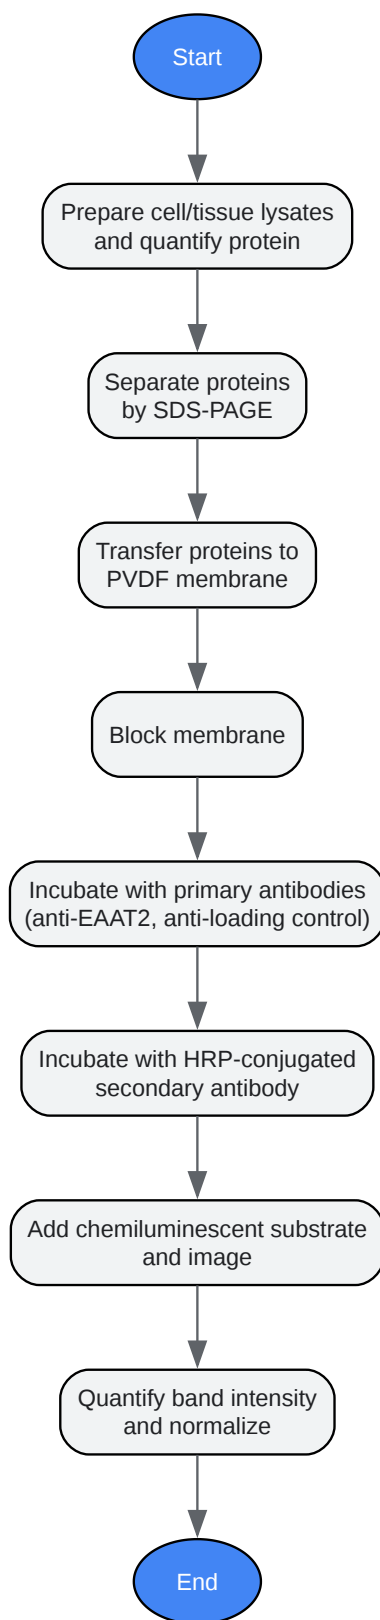 Start
Prepare cell/tissue lysates
and quantify protein
Separate proteins
by SDS-PAGE
Transfer proteins to
PVDF membrane
Block membrane
Incubate with primary antibodies
(anti-EAAT2, anti-loading control)
Incubate with HRP-conjugated
secondary antibody
Add chemiluminescent substrate
and image
Quantify band intensity
and normalize
End